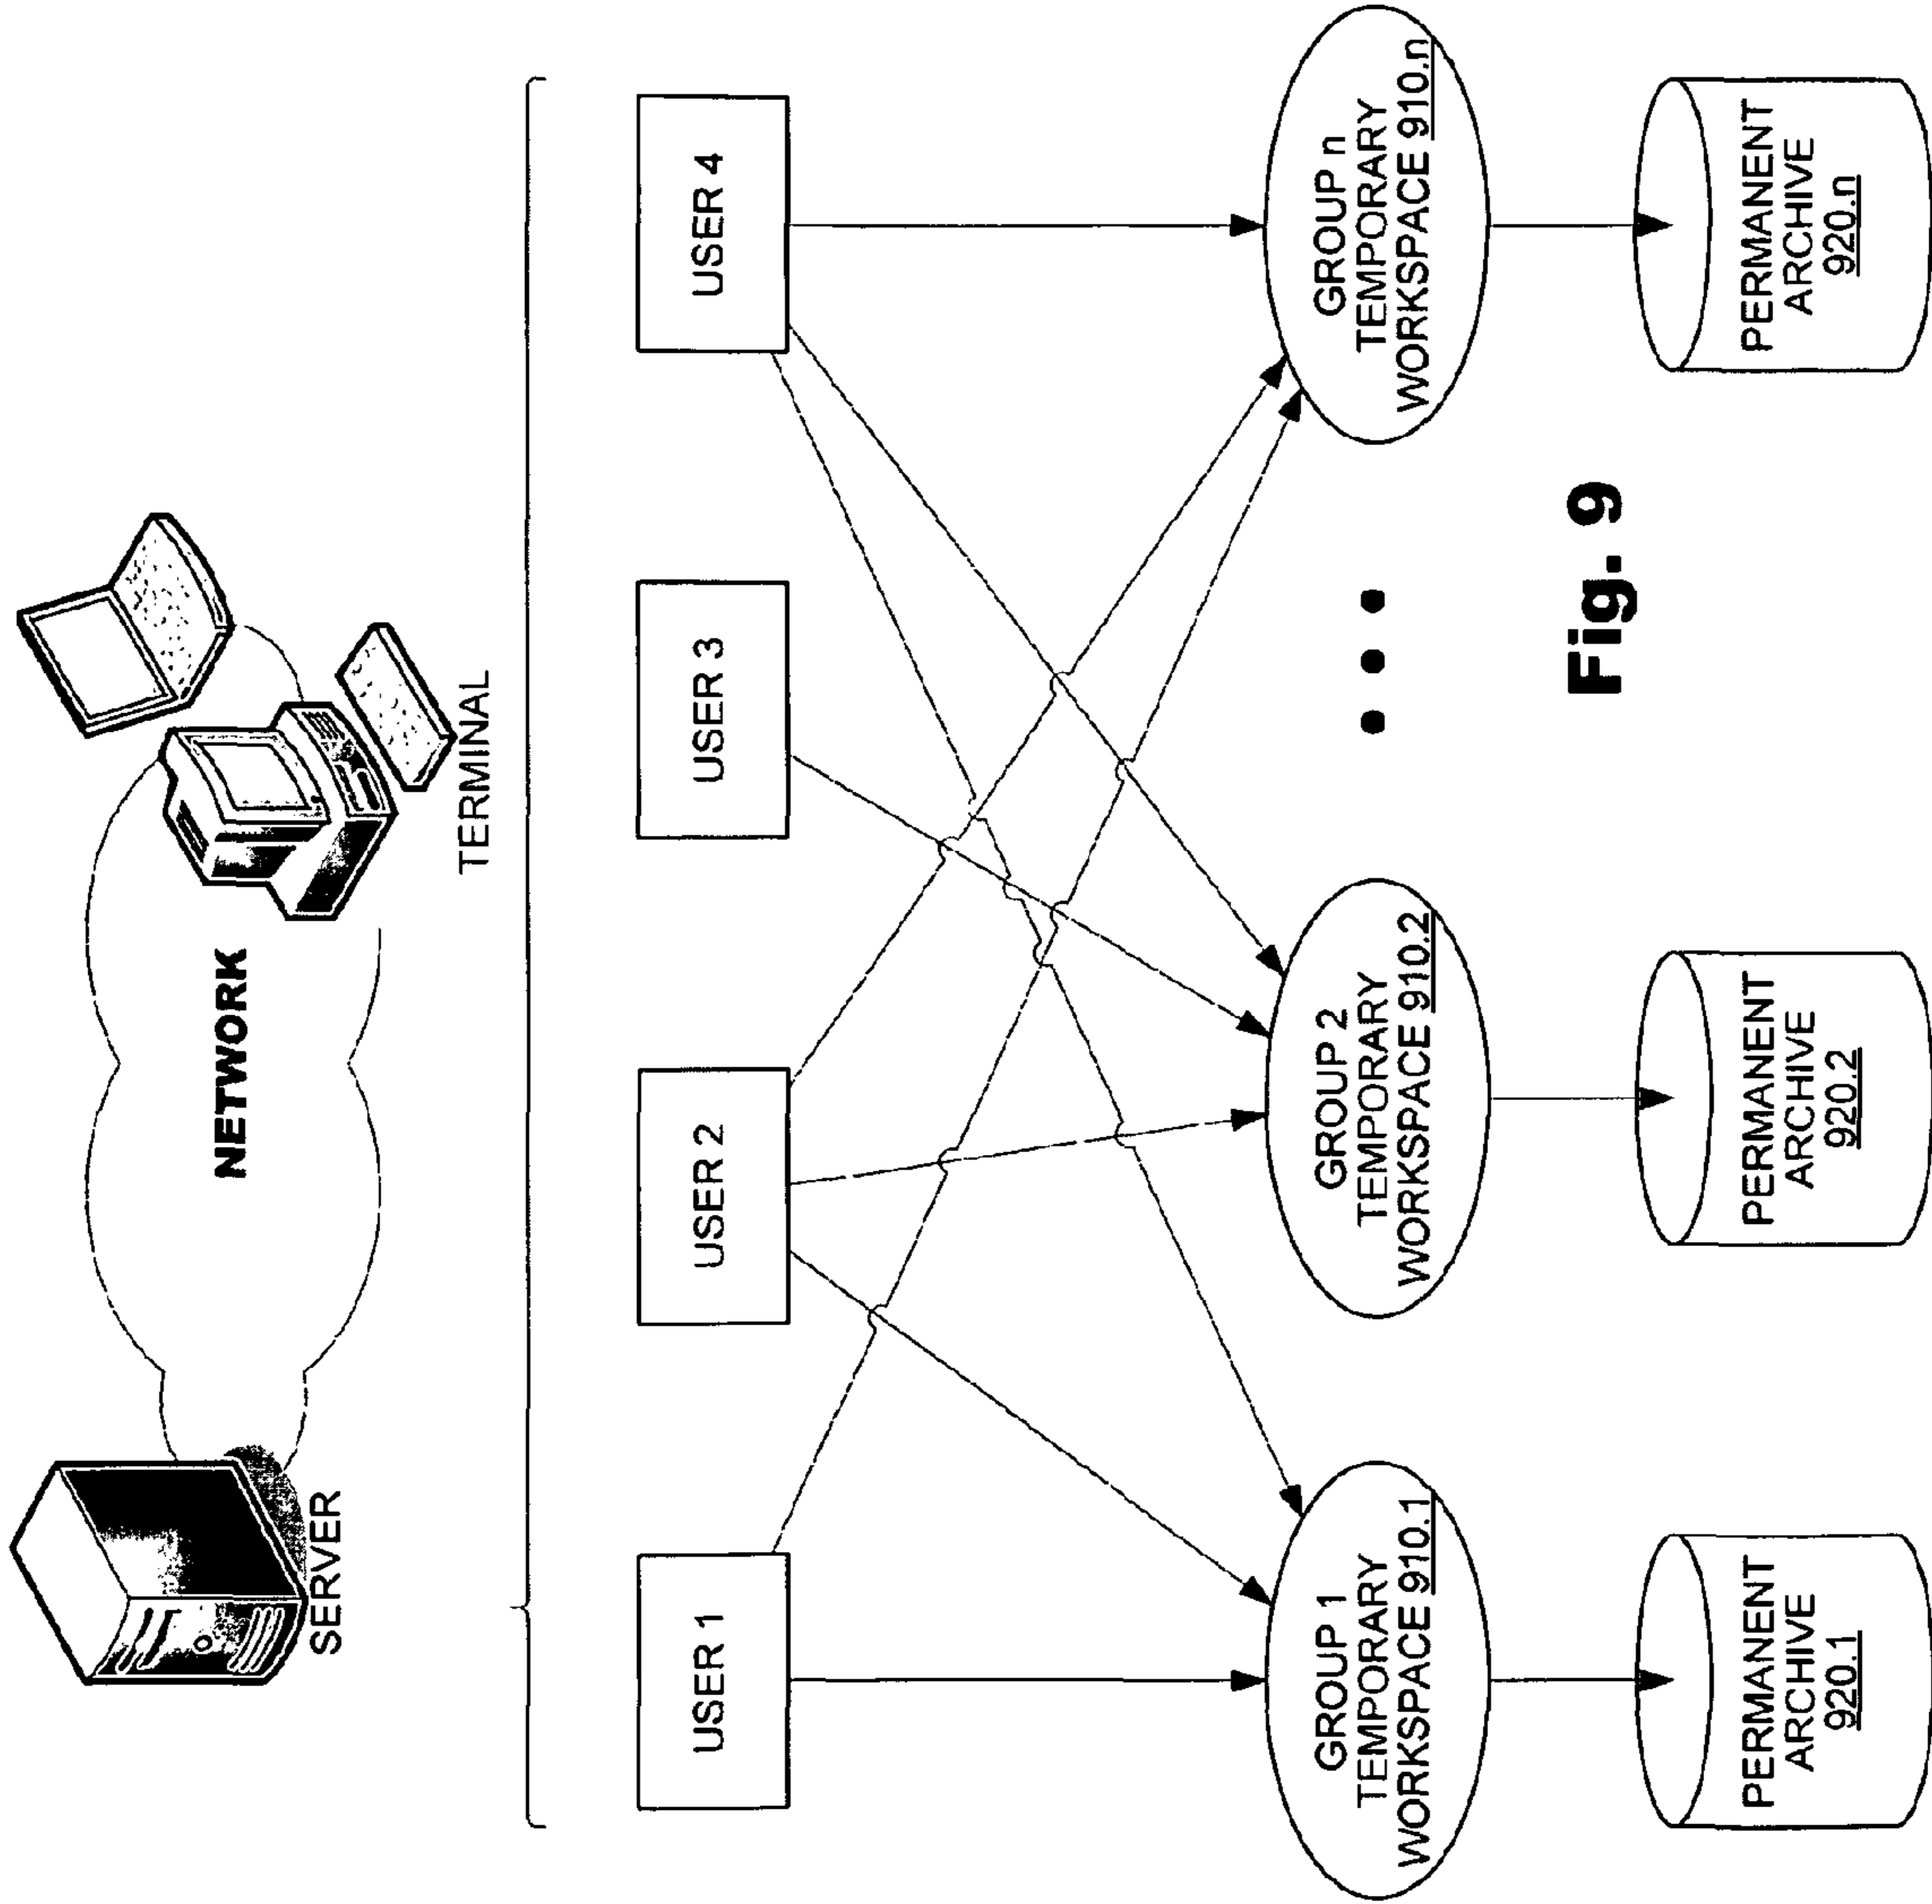 SERVER
NETWORK
TERMINAL
USER 1
USER 2
USER 3
USER 4
GROUP 1
TEMPORARY
WORKSPACE 910.1
GROUP 2
TEMPORARY
WORKSPACE 910.2
GROUP n
TEMPORARY
WORKSPACE 910.n
PERMANENT
ARCHIVE
920.1
PERMANENT
ARCHIVE
920.2
PERMANENT
ARCHIVE
920.n
Fig. 9